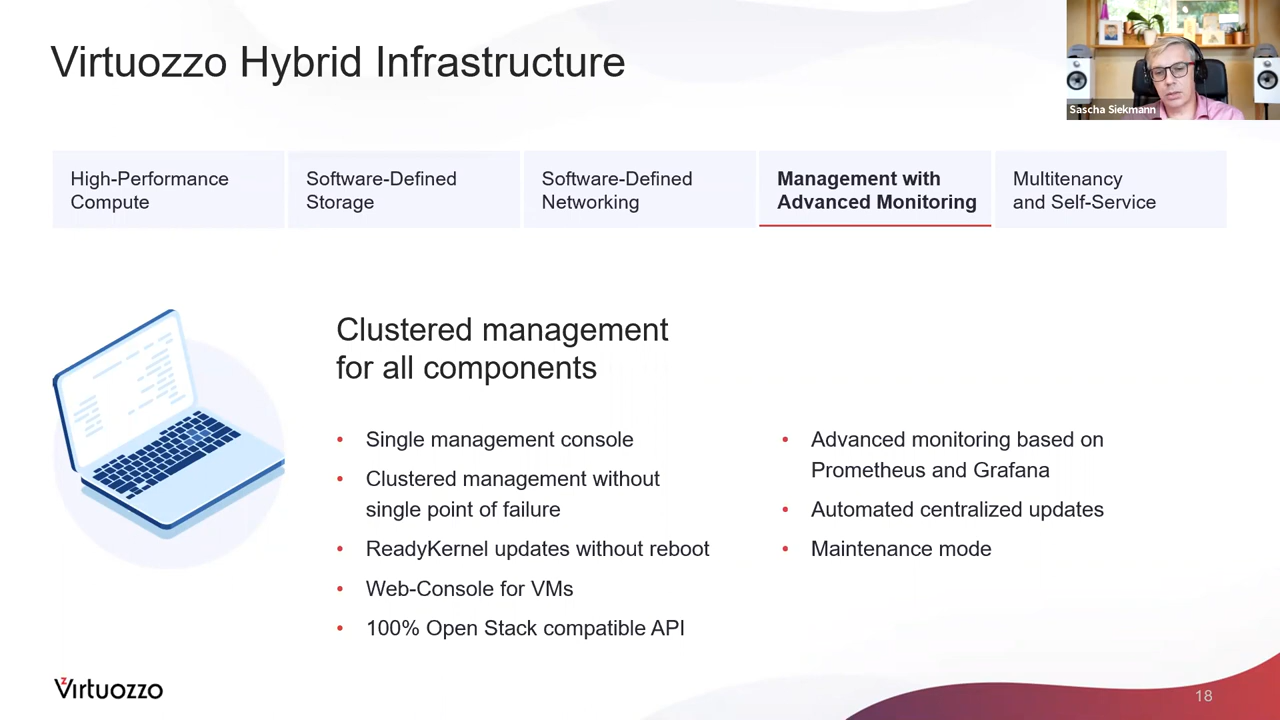 Virtuozzo Hybrid Infrastructure
Sascha Siekmann
High-Performance
Compute
Software-Defined
Storage
Software-Defined
Networking
Management with
Advanced Monitoring
Multitenancy
and Self-Service
Clustered management
for all components
• Single management console
• Clustered management without
single point of failure
• ReadyKernel updates without reboot
• Web-Console for VMs
• 100% Open Stack compatible API
• Advanced monitoring based on
Prometheus and Grafana
• Automated centralized updates
• Maintenance mode
Virtuozzo
18